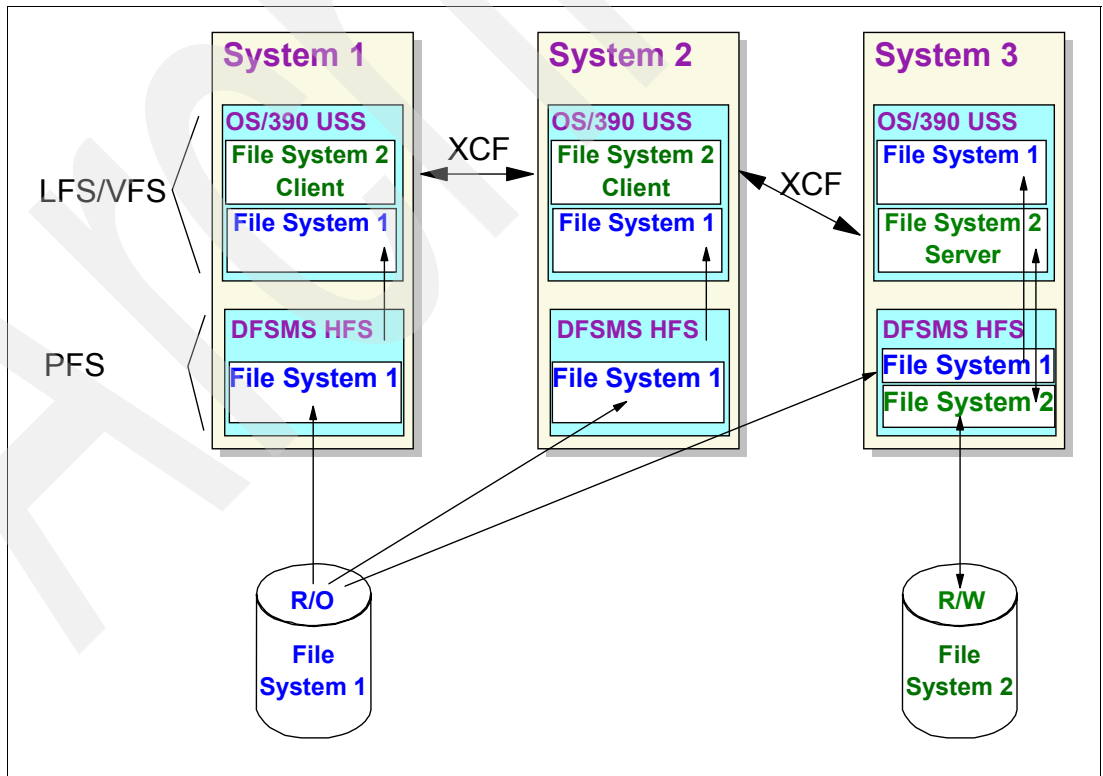 System 1
OS/390 USS
File System 2
Client
File System 1
DFSMS HFS
File System 1
System 2
OS/390 USS
File System 2
Client
File System 1
DFSMS HFS
File System 1
System 3
OS/390 USS
File System 1
File System 2
Server
DFSMS HFS
File System 1
File System 2
XCF
XCF
LFS/VFS
PFS
R/O
File
System 1
R/W
File
System 2